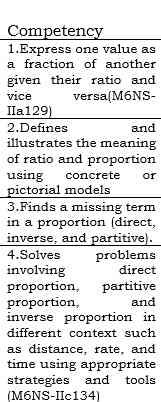 Competency
1.Express one value as
a fraction of another
given their ratio and
vice versa(M6NS-
IIa129)
2.Defines and
illustrates the meaning
of ratio and proportion
using concrete or
pictorial models
3.Finds a missing term
in a proportion (direct,
inverse, and partitive).
4.Solves problems
involving direct
proportion, partitive
proportion, and
inverse proportion in
different context such
as distance, rate, and
time using appropriate
strategies and tools
(M6NS-IIc134)